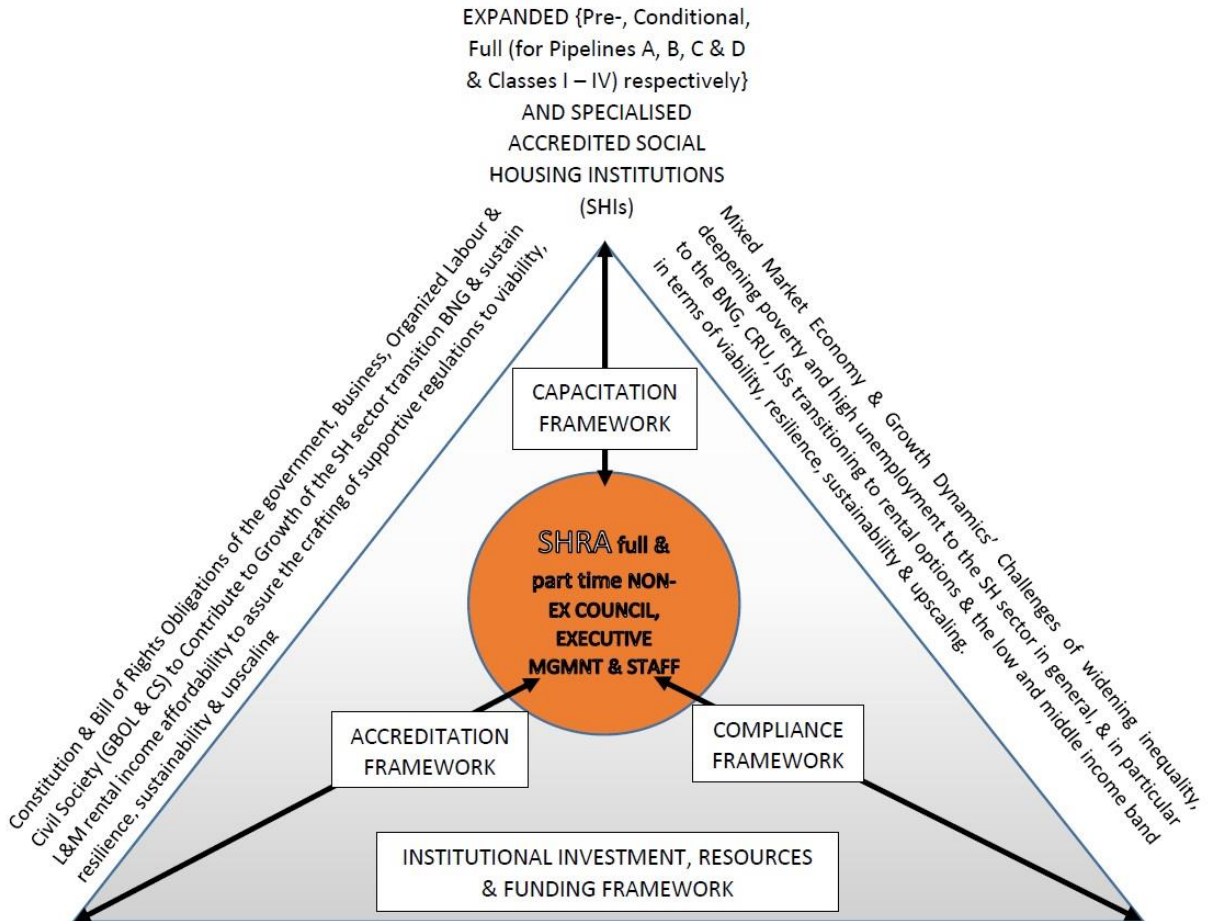 EXPANDED {Pre-, Conditional,
Full (for Pipelines A, B, C & D
& Classes I – IV) respectively}
AND SPECIALISED
ACCREDITED SOCIAL
HOUSING INSTITUTIONS
(SHIs)
Constitution & Bill of Rights Obligations of the government, Business, Organized Labour &
Civil Society (GBOL & CS) to Contribute to Growth of the SH sector transition BNG & sustain
L&M rental income affordability to assure the crafting of supportive regulations to viability,
resilience, sustainability & upscaling
Mixed Market Economy & Growth Dynamics' Challenges of widening inequality,
deepening poverty and high unemployment to the SH sector in general, & in particular
to the BNG, CRU, ISs transitioning to rental options & the low and middle income band
in terms of viability, resilience, sustainability & upscaling.
CAPACITATION
FRAMEWORK
SHRA full &
part time NON-
EX COUNCIL,
EXECUTIVE
MGMNT & STAFF
ACCREDITATION
FRAMEWORK
COMPLIANCE
FRAMEWORK
INSTITUTIONAL INVESTMENT, RESOURCES
& FUNDING FRAMEWORK